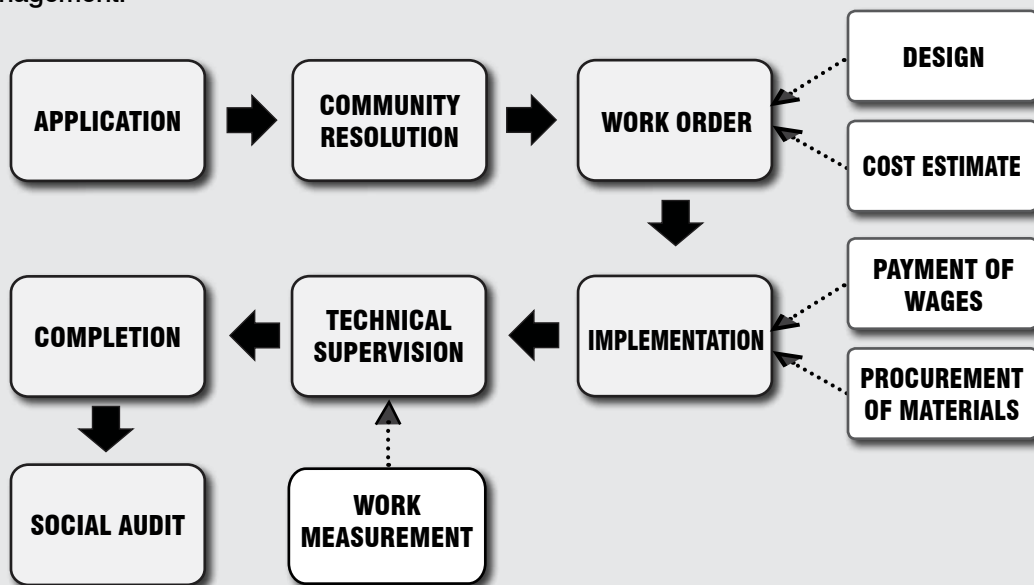 APPLICATION
COMMUNITY
RESOLUTION
WORK ORDER
DESIGN
COST ESTIMATE
PAYMENT OF
WAGES
PROCUREMENT
OF MATERIALS
IMPLEMENTATION
TECHNICAL
SUPERVISION
COMPLETION
WORK
MEASUREMENT
SOCIAL AUDIT